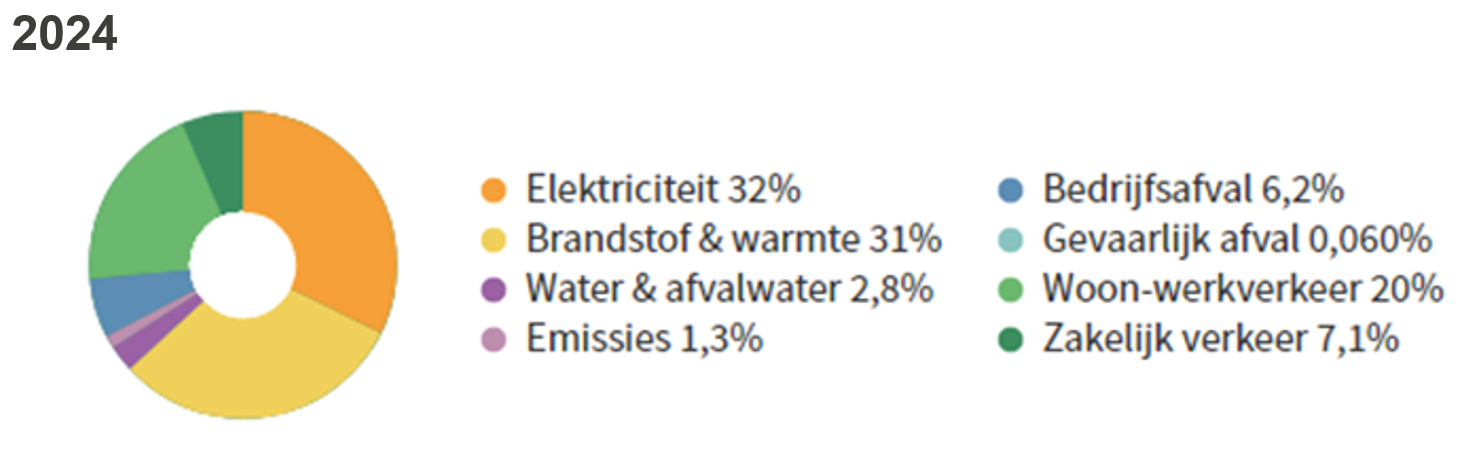 2024
Elektriciteit 32%
Brandstof & warmte 31%
Water & afvalwater 2,8%
Emissies 1,3%
Bedrijfsafval 6,2%
Gevaarlijk afval 0,060%
Woon-werkverkeer 20%
Zakelijk verkeer 7,1%